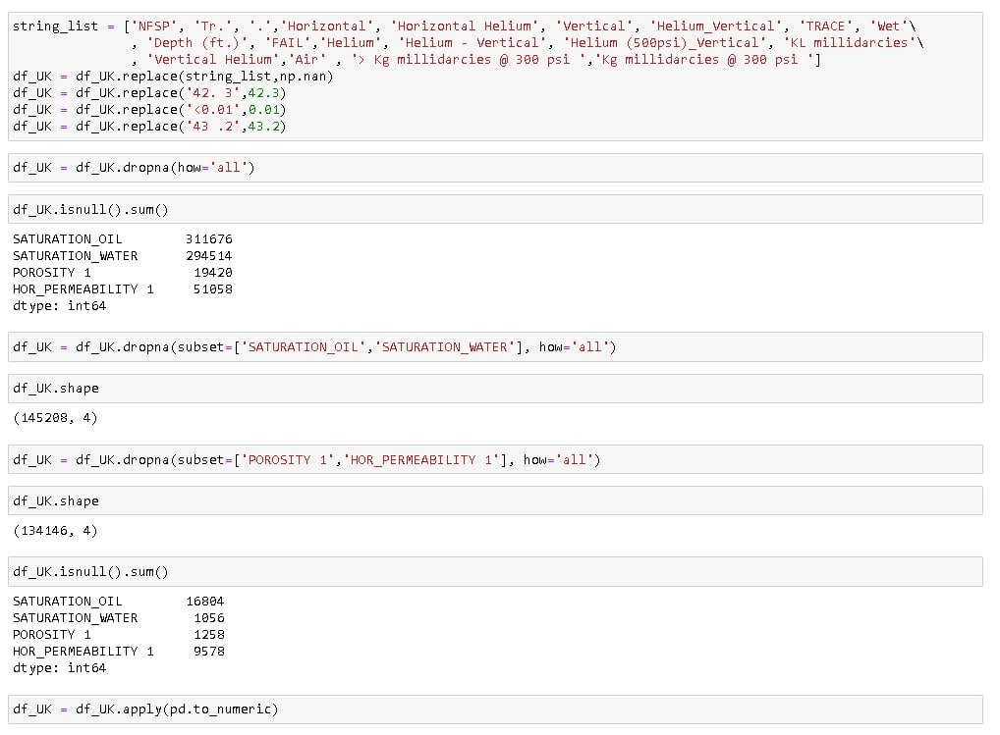 string_list = ['NFSP', 'Tr.', '.','Horizontal', 'Horizontal Helium', 'Vertical', 'Helium_Vertical', 'TRACE', 'Wet'\
, 'Depth (ft.)', 'FAIL','Helium', 'Helium - Vertical', 'Helium (500psi)_Vertical', 'KL millidarcies'\
, 'Vertical Helium','Air' , '> Kg millidarcies @ 300 psi ','Kg millidarcies @ 300 psi ']
df_UK = df_UK.replace(string_list,np.nan)
df_UK = df_UK.replace('42. 3',42.3)
df_UK = df_UK.replace('<0.01',0.01)
df_UK = df_UK.replace('43 .2',43.2)
df_UK = df_UK.dropna(how='all')
df_UK.isnull().sum()
SATURATION_OIL 311676
SATURATION_WATER 294514
POROSITY 1 19420
HOR_PERMEABILITY 1 51058
dtype: int64
df_UK = df_UK.dropna(subset=['SATURATION_OIL','SATURATION_WATER'], how='all')
df_UK.shape
(145208, 4)
df_UK = df_UK.dropna(subset=['POROSITY 1','HOR_PERMEABILITY 1'], how='all')
df_UK.shape
(134146, 4)
df_UK.isnull().sum()
SATURATION_OIL 16804
SATURATION_WATER 1056
POROSITY 1 1258
HOR_PERMEABILITY 1 9578
dtype: int64
df_UK = df_UK.apply(pd.to_numeric)